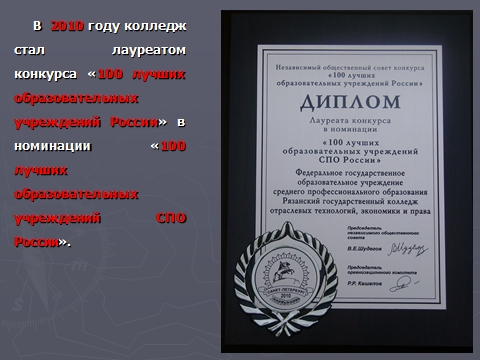 В 2010 году колледж
стал лауреатом
конкурса «100 лучших
образовательных
учреждений России» в
номинации «100
лучших
образовательных
учреждений СПО
России».
Независимый общественный совет конкурса
«100 лучших
образовательных учреждений России»
ДИПЛОМ
Лауреата конкурса
в номинации
«100 лучших
образовательных учреждений
СПО России»
Федеральное государственное
образовательное учреждение
среднего профессионального образования
Рязанский государственный колледж
отраслевых технологий, экономики и права
Председатель
независимого общественного
совета
В.Е.Шудегов
Председатель
организационного комитета
Р.Р. Кашапов
САНКТ-ПЕТЕРБУРГ
2010